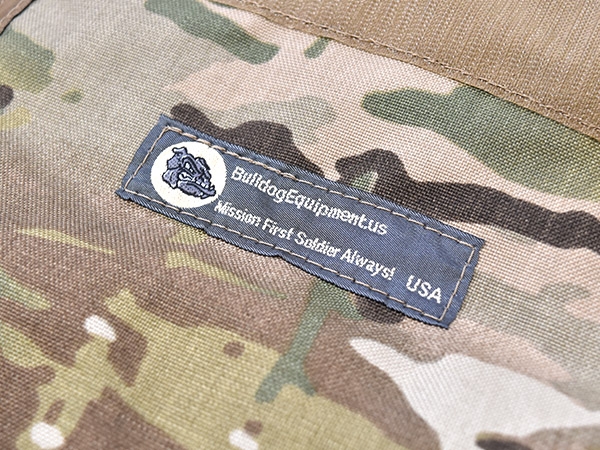 BulldogEquipment.us
Mission First Soldier Always!
USA